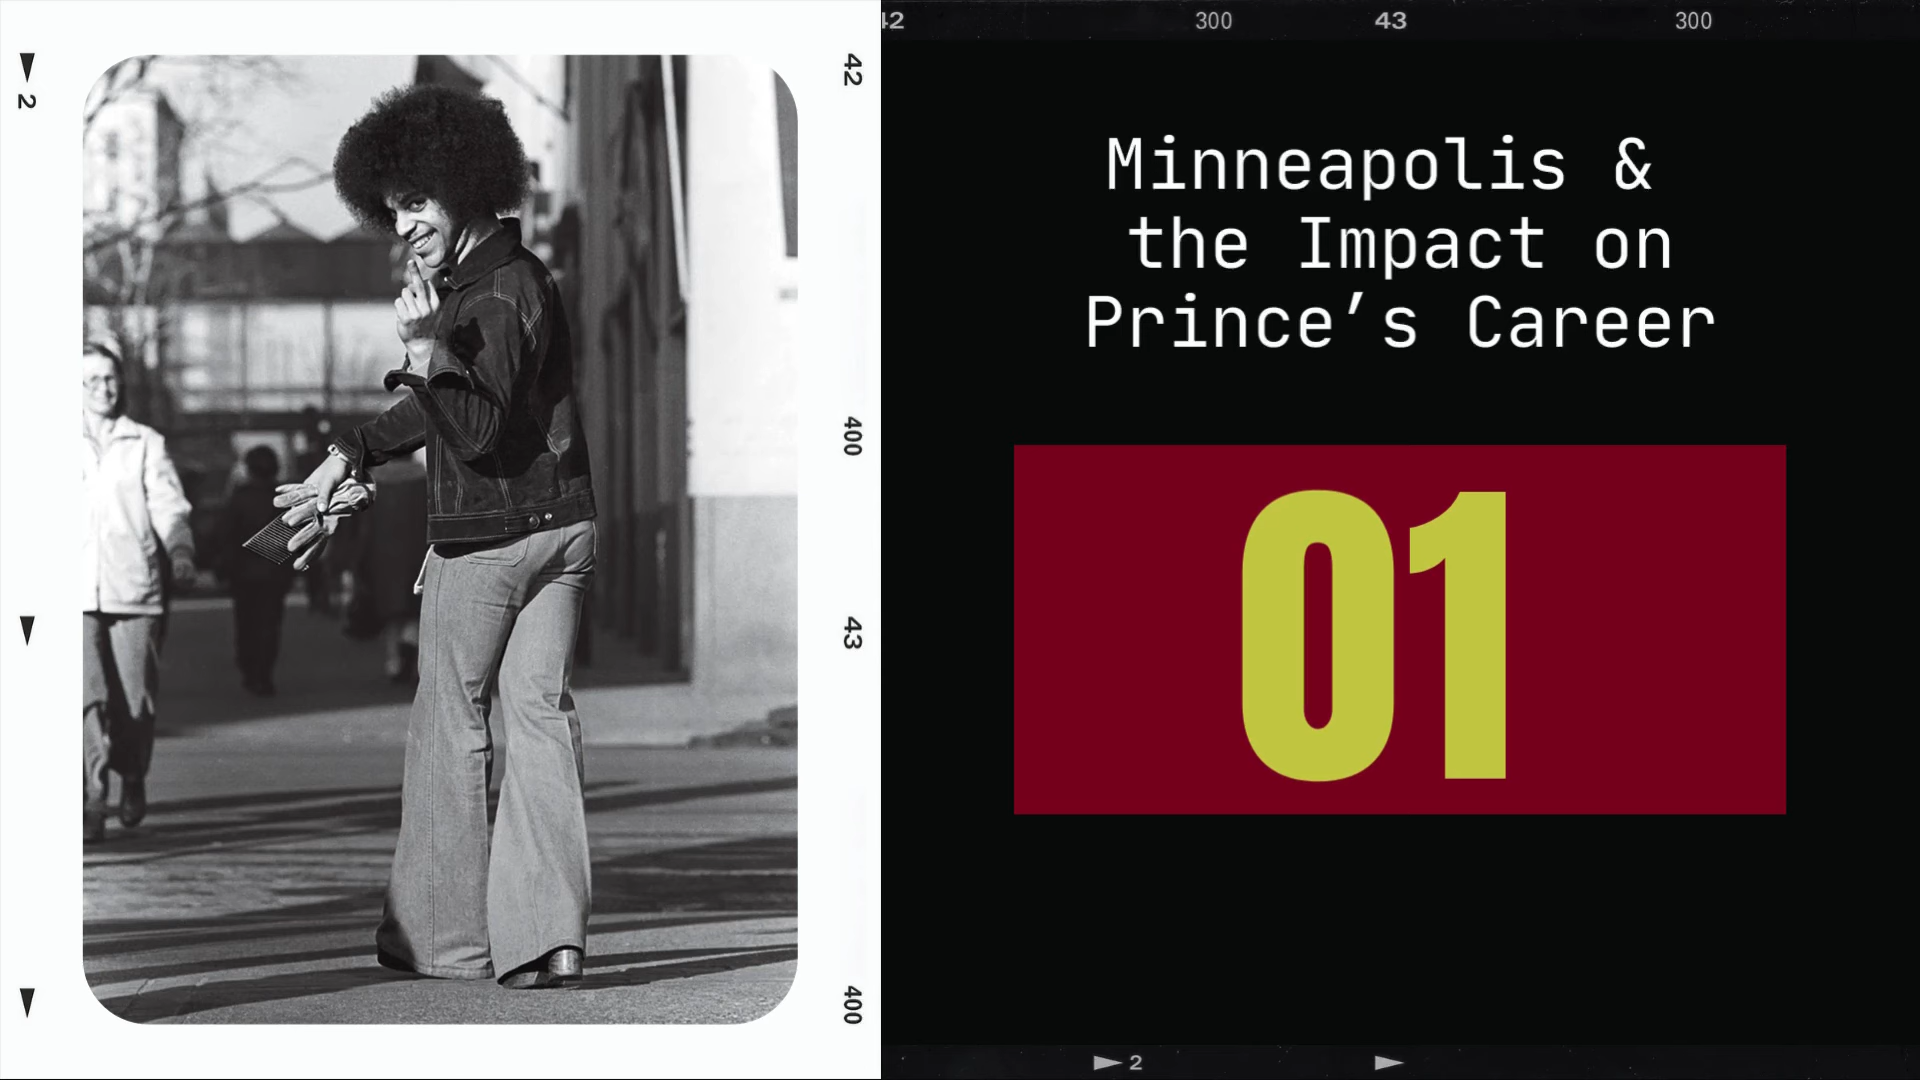 2
42
400
43
400
42 300 43 300
Minneapolis &
the Impact on
Prince’s Career
01
2